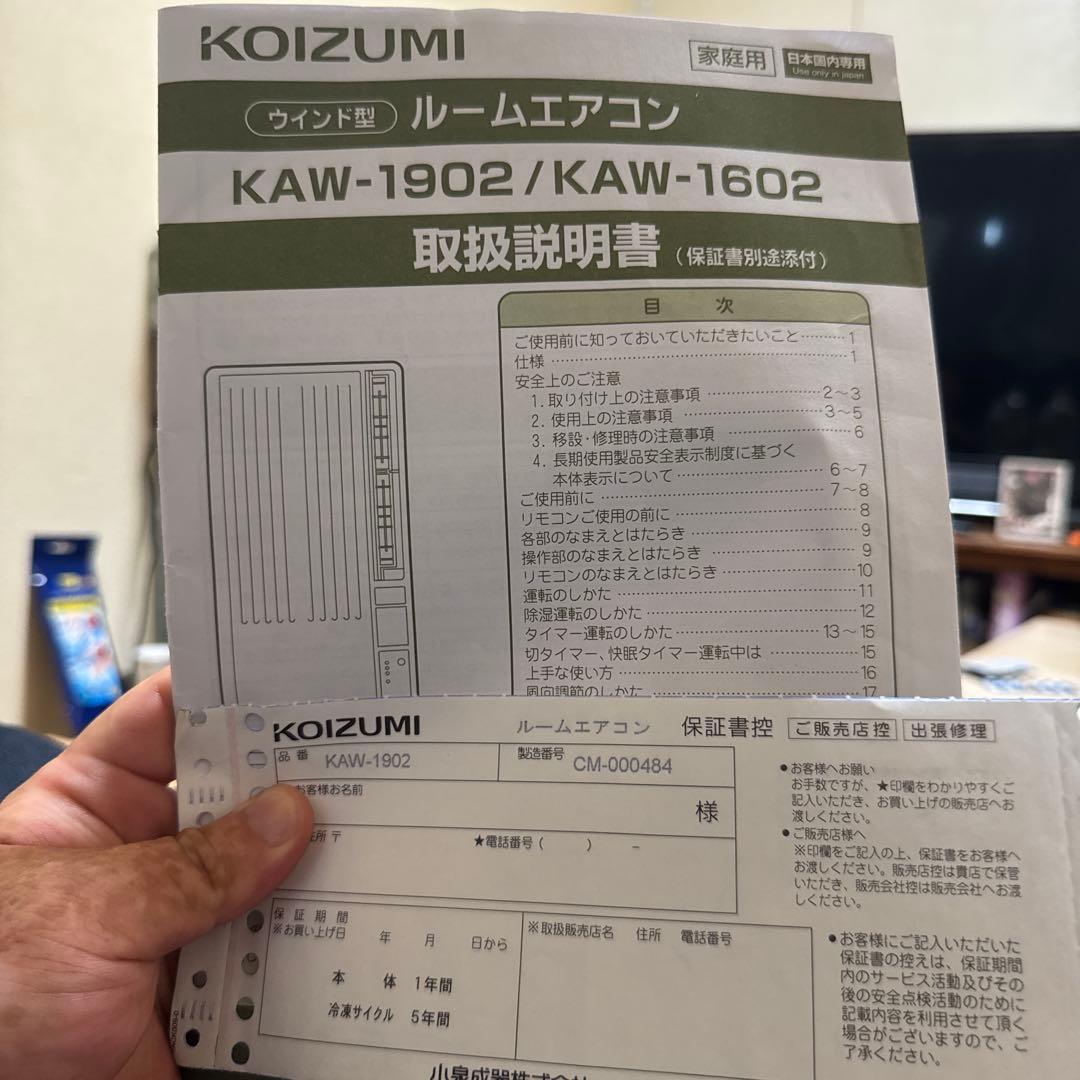 KOIZUMI
家庭用
日本国内専用
Use only in Japan
ウインド型 ルームエアコン
KAW-1902/KAW-1602
取扱説明書（保証書別途添付）
目 次
ご使用前に知っておいていただきたいこと………1
仕様………1
安全上のご注意
1. 取り付け上の注意事項………2～3
2. 使用上の注意事項………3～5
3. 移設・修理時の注意事項………6
4. 長期使用製品安全表示制度に基づく
本体表示について………6～7
ご使用前に………7～8
リモコンご使用の前に………8
各部のなまえとはたらき………9
操作部のなまえとはたらき………9
リモコンのなまえとはたらき………10
運転のしかた………11
除湿運転のしかた………12
タイマー運転のしかた………13～15
切タイマー、快眠タイマー運転中は………15
上手な使い方………16
風向調節のしかた………17
KOIZUMI ルームエアコン 保証書控 ご販売店控 出張修理
品番 KAW-1902 製造番号 CM-000484
お客様お名前
様
住所 〒 ★電話番号（ ） －
保証期間
※お買い上げ日 年 月 日から
本体 1年間
冷凍サイクル 5年間
※取扱販売店名 住所 電話番号
●お客様へお願い
お手数ですが、★印欄をわかりやすくご
記入いただき、お買い上げの販売店へお
渡しください。
●ご販売店様へ
※印欄をご記入の上、保証書をお客様へ
お渡しください。販売店控は貴店で保管
いただき、販売会社控は販売会社へお渡
しください。
●お客様にご記入いただいた
保証書の控えは、保証期間
内のサービス活動及びその
後の安全点検活動のために
記載内容を利用させて頂く
場合がございますので、ご
了承ください。
小泉成器株式会社